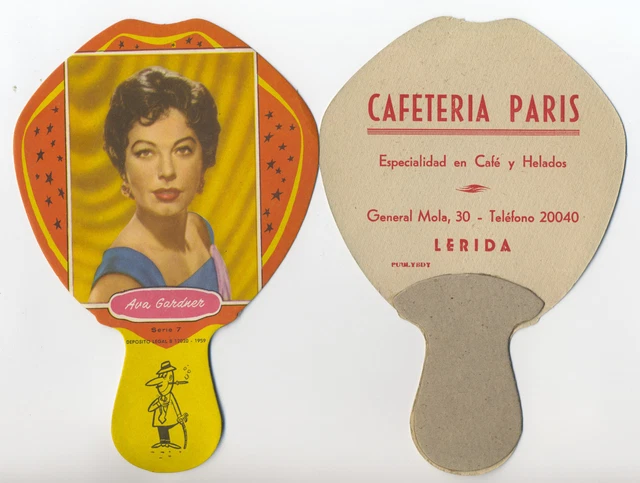 Ava Gardner
Serie 7
DEPOSITO LEGAL B 10630 - 1959
CAFETERIA PARIS
Especialidad en Café y Helados
General Mola, 30 - Teléfono 20040
LERIDA